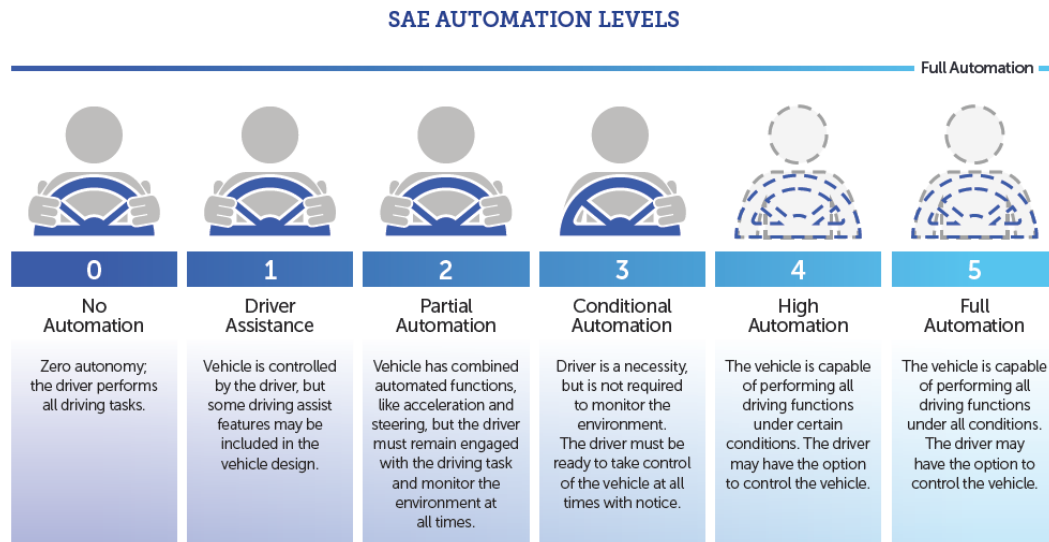 SAE AUTOMATION LEVELS
Full Automation
0
No
Automation
Zero autonomy;
the driver performs
all driving tasks.
1
Driver
Assistance
Vehicle is controlled
by the driver, but
some driving assist
features may be
included in the
vehicle design.
2
Partial
Automation
Vehicle has combined
automated functions,
like acceleration and
steering, but the driver
must remain engaged
with the driving task
and monitor the
environment at
all times.
3
Conditional
Automation
Driver is a necessity,
but is not required
to monitor the
environment.
The driver must be
ready to take control
of the vehicle at all
times with notice.
4
High
Automation
The vehicle is capable
of performing all
driving functions
under certain
conditions. The driver
may have the option
to control the vehicle.
5
Full
Automation
The vehicle is capable
of performing all
driving functions
under all conditions.
The driver may
have the option to
control the vehicle.